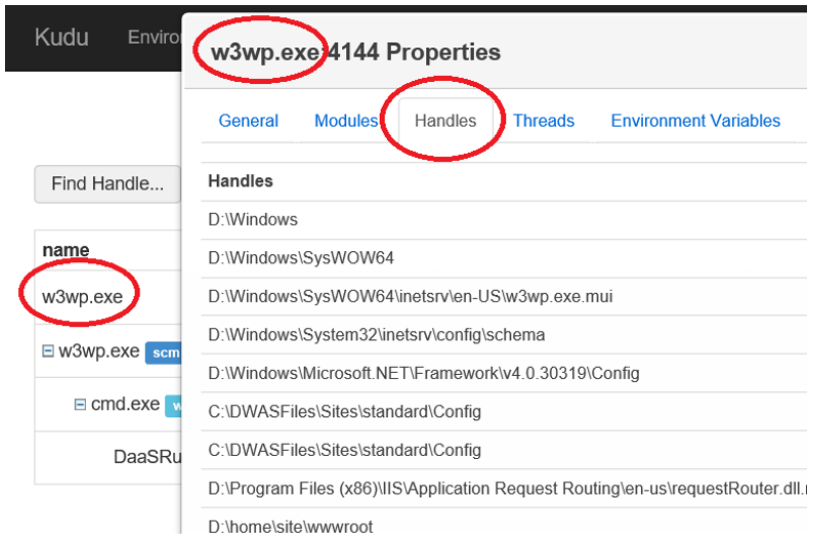 Kudu Enviro
w3wp.exe 4144 Properties
General Modules Handles Threads Environment Variables
Find Handle...
name
w3wp.exe
w3wp.exe scm
cmd.exe w
DaaSRu
Handles
D:\Windows
D:\Windows\SysWOW64
D:\Windows\SysWOW64\inetsrv\en-US\w3wp.exe.mui
D:\Windows\System32\inetsrv\config\schema
D:\Windows\Microsoft.NET\Framework\v4.0.30319\Config
C:\DWASFiles\Sites\standard\Config
C:\DWASFiles\Sites\standard\Config
D:\Program Files (x86)\IIS\Application Request Routing\en-us\requestRouter.dll.
D:\home\site\wwwroot